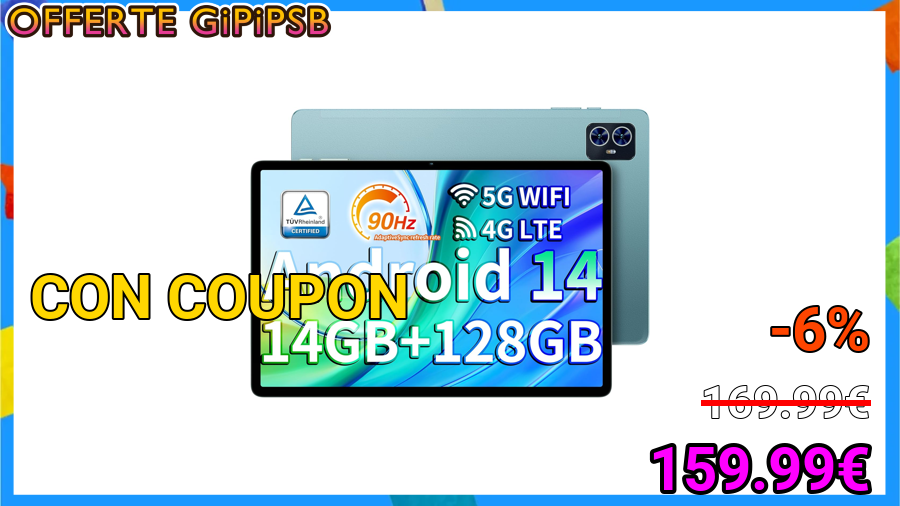 OFFERTE GiPiPSB
TÜVRheinland
CERTIFIED
90Hz
5G WIFI
4G LTE
Android 14
CON COUPON
14GB+128GB
-6%
169.99€
159.99€